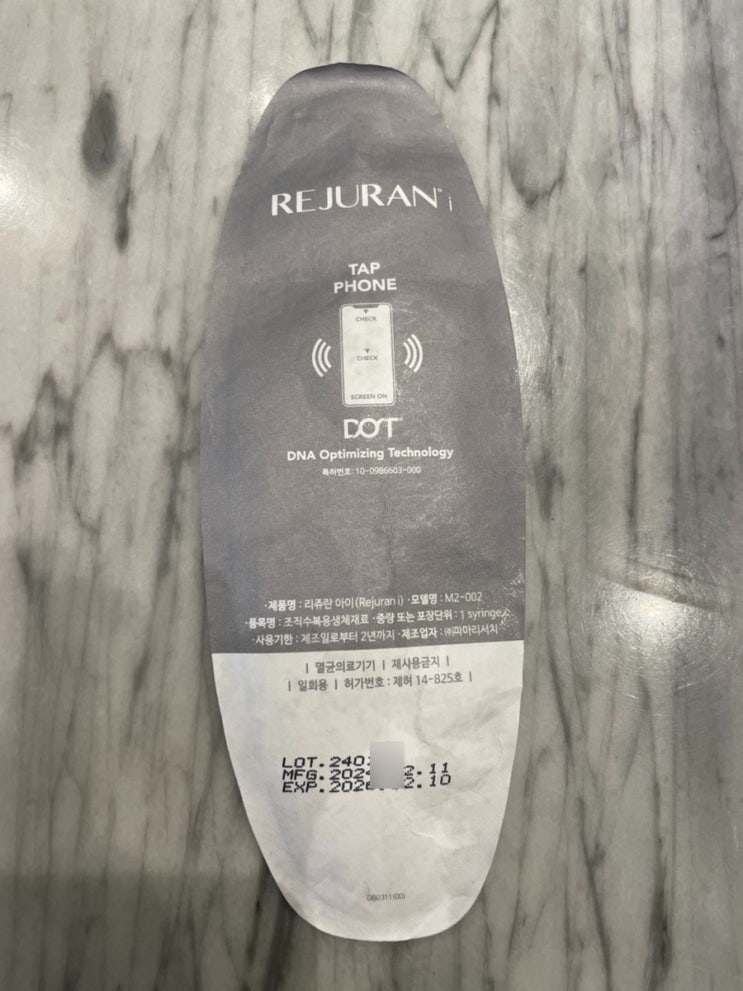 REJURAN® i
TAP
PHONE
CHECK
CHECK
SCREEN ON
DOT
DNA Optimizing Technology
특허번호: 10-0986603-000
·제품명 : 리쥬란 아이(Rejuran i) ·모델명 : M2-002
·품목명 : 조직수복용생체재료 ·중량 또는 포장단위 : 1 syringe
·사용기한 : 제조일로부터 2년까지 ·제조업자 : ㈜파마리서치
| 멸균의료기기 | 재사용금지 |
| 일회용 | 허가번호 : 제허 14-825호 |
LOT.240
MFG.202 .11
EXP.202 .10
DB0311(00)